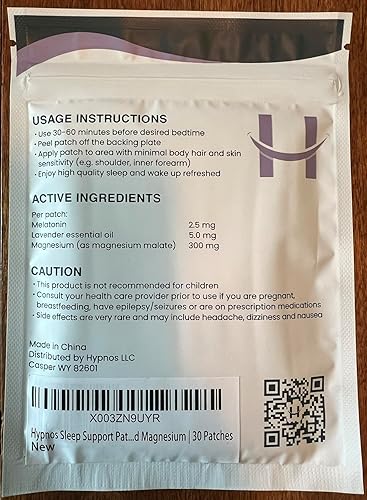 USAGE INSTRUCTIONS
• Use 30-60 minutes before desired bedtime
• Peel patch off the backing plate
• Apply patch to area with minimal body hair and skin
sensitivity (e.g. shoulder, inner forearm)
• Enjoy high quality sleep and wake up refreshed
H
ACTIVE INGREDIENTS
Per patch:
Melatonin 2.5 mg
Lavender essential oil 5.0 mg
Magnesium (as magnesium malate) 300 mg
CAUTION
• This product is not recommended for children
• Consult your health care provider prior to use if you are pregnant,
breastfeeding, have epilepsy/seizures or are on prescription medications
• Side effects are very rare and may include headache, dizziness and nausea
Made in China
Distributed by Hypnos LLC
Casper WY 82601
X003ZN9UYR
Hypnos Sleep Support Pat...d Magnesium | 30 Patches
New